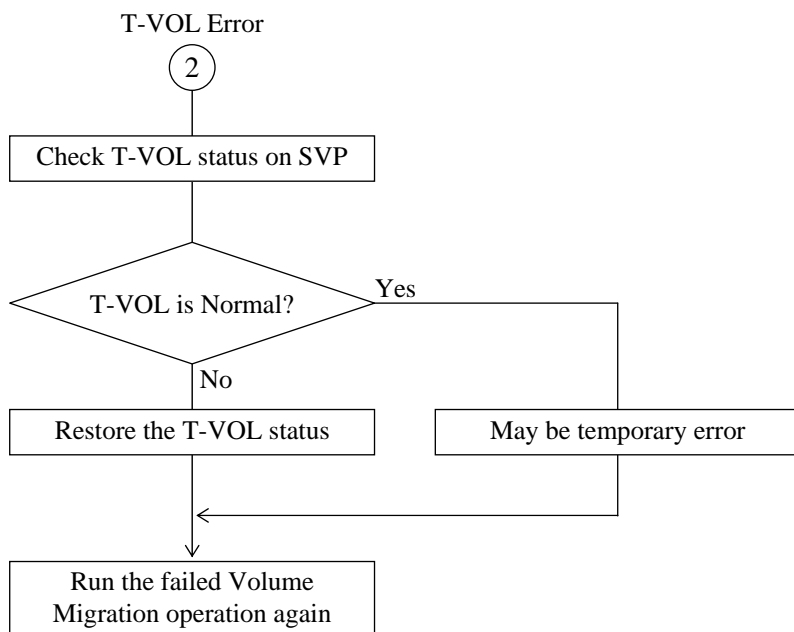 T-VOL Error
2
Check T-VOL status on SVP
T-VOL is Normal?
Yes
No
Restore the T-VOL status
May be temporary error
Run the failed Volume
Migration operation again